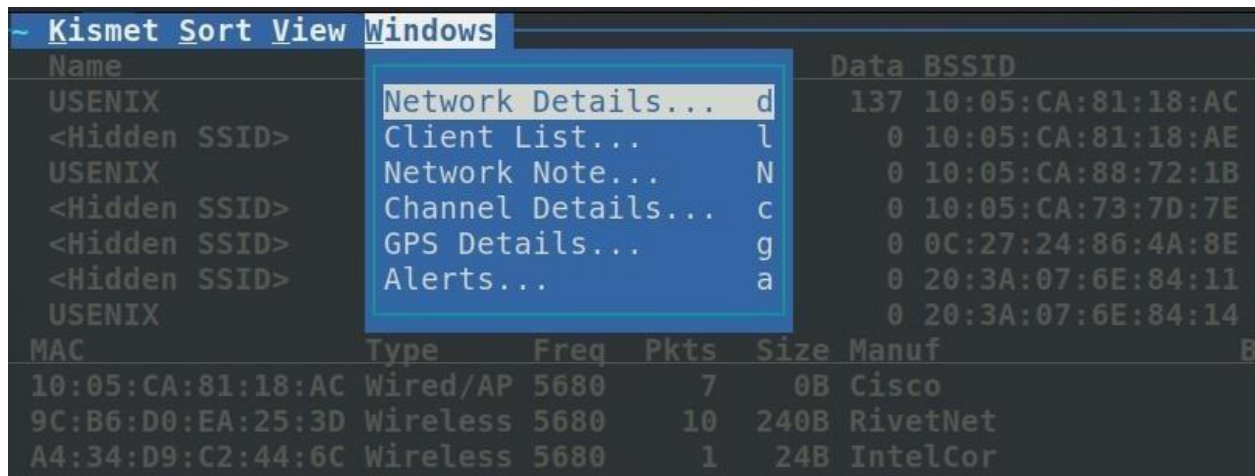 ~ Kismet Sort View Windows
Name Data BSSID
USENIX Network Details... d 137 10:05:CA:81:18:AC
<Hidden SSID> Client List... l 0 10:05:CA:81:18:AE
USENIX Network Note... N 0 10:05:CA:88:72:1B
<Hidden SSID> Channel Details... c 0 10:05:CA:73:7D:7E
<Hidden SSID> GPS Details... g 0 0C:27:24:86:4A:8E
<Hidden SSID> Alerts... a 0 20:3A:07:6E:84:11
USENIX 0 20:3A:07:6E:84:14
MAC Type Freq Pkts Size Manuf B
10:05:CA:81:18:AC Wired/AP 5680 7 0B Cisco
9C:B6:D0:EA:25:3D Wireless 5680 10 240B RivetNet
A4:34:D9:C2:44:6C Wireless 5680 1 24B IntelCor